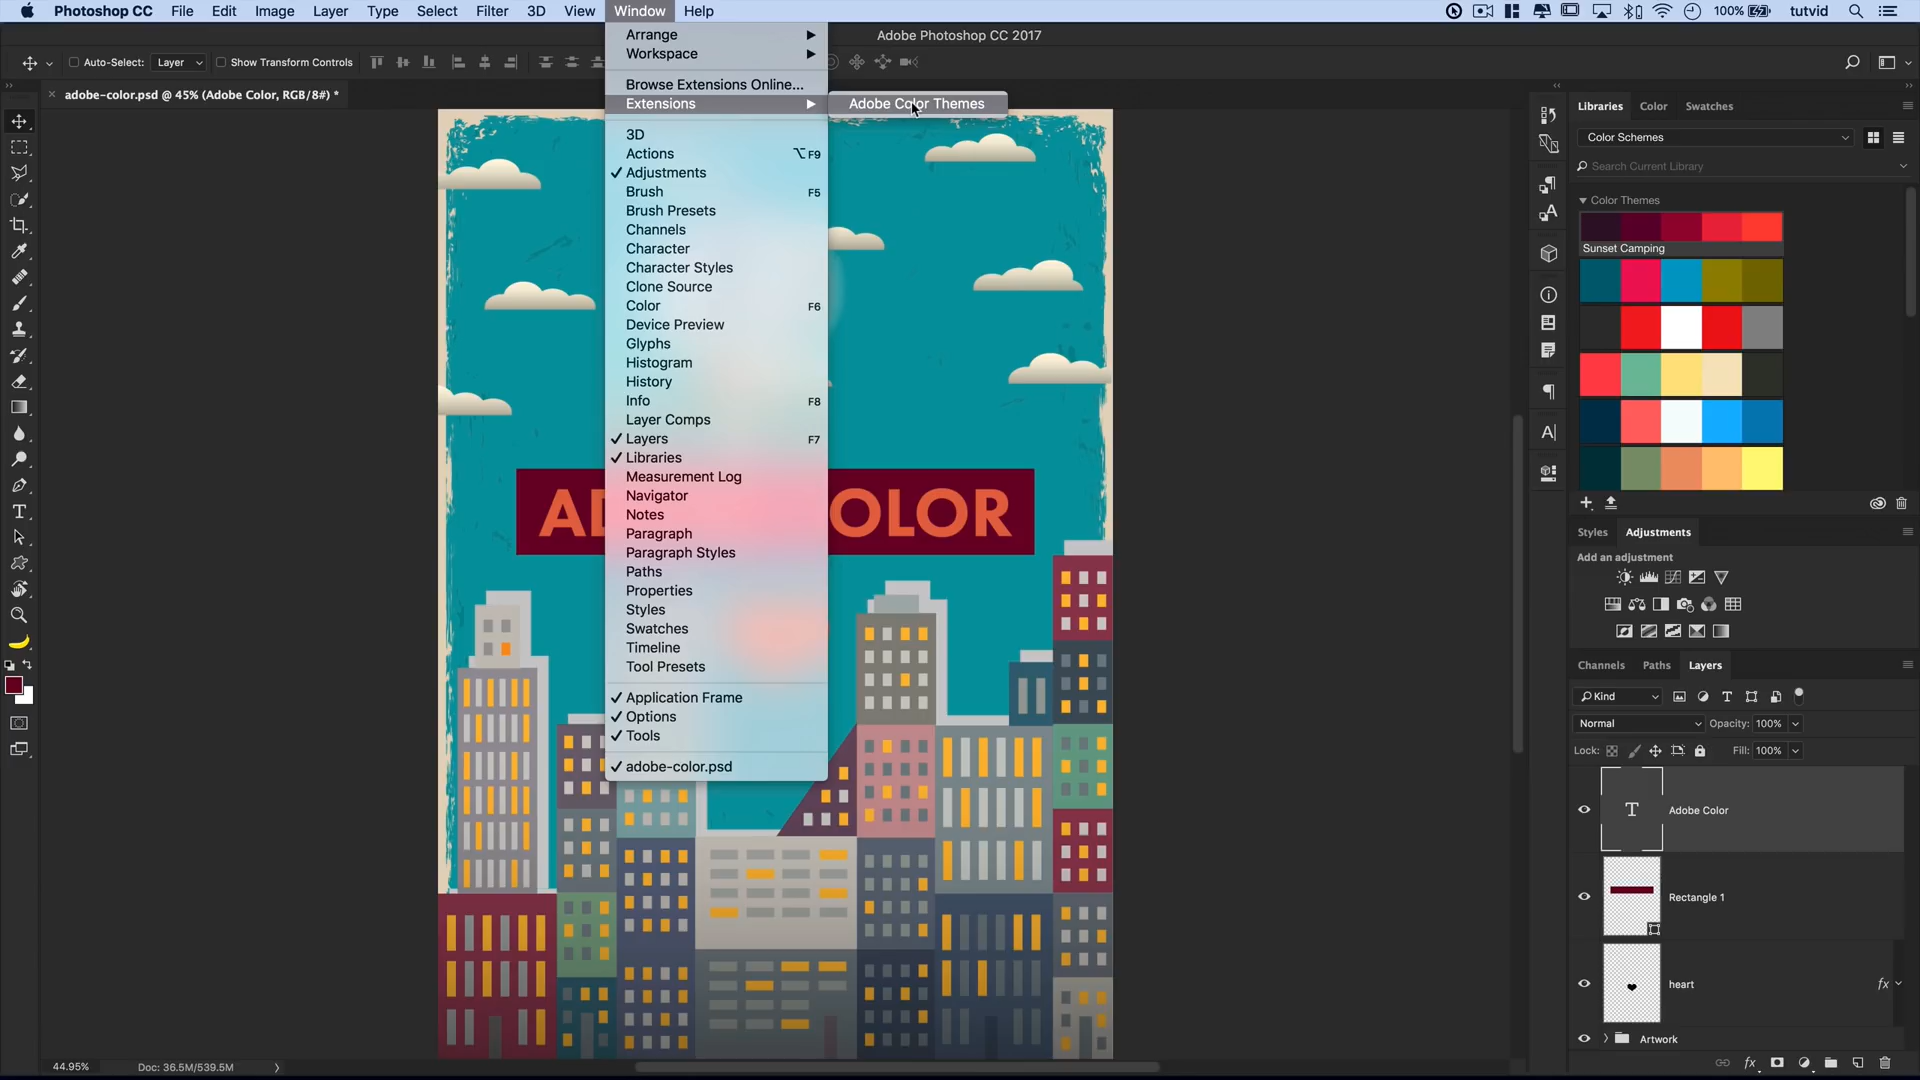 Photoshop CC File Edit Image Layer Type Select Filter 3D View Window Help 100% tutvid
Adobe Photoshop CC 2017
Auto-Select: Layer Show Transform Controls
adobe-color.psd @ 45% (Adobe Color, RGB/8#) *
Arrange
Workspace
Browse Extensions Online...
Extensions
Adobe Color Themes
3D
Actions ⌥F9
Adjustments
Brush F5
Brush Presets
Channels
Character
Character Styles
Clone Source
Color F6
Device Preview
Glyphs
Histogram
History
Info F8
Layer Comps
Layers F7
Libraries
Measurement Log
Navigator
Notes
Paragraph
Paragraph Styles
Paths
Properties
Styles
Swatches
Timeline
Tool Presets
Application Frame
Options
Tools
adobe-color.psd
AD OLOR
Libraries Color Swatches
Color Schemes
Search Current Library
Color Themes
Sunset Camping
Styles Adjustments
Add an adjustment
Channels Paths Layers
Kind
Normal Opacity: 100%
Lock: Fill: 100%
T Adobe Color
Rectangle 1
heart fx
Artwork
fx
44.95% Doc: 36.5M/539.5M